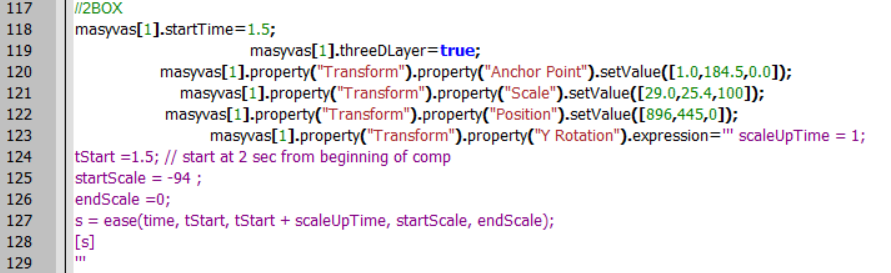 117 //2BOX
118 masyvas[1].startTime=1.5;
119 masyvas[1].threeDLayer=true;
120 masyvas[1].property("Transform").property("Anchor Point").setValue([1.0,184.5,0.0]);
121 masyvas[1].property("Transform").property("Scale").setValue([29.0,25.4,100]);
122 masyvas[1].property("Transform").property("Position").setValue([896,445,0]);
123 masyvas[1].property("Transform").property("Y Rotation").expression=''' scaleUpTime = 1;
124 tStart =1.5; // start at 2 sec from beginning of comp
125 startScale = -94 ;
126 endScale =0;
127 s = ease(time, tStart, tStart + scaleUpTime, startScale, endScale);
128 [s]
129 '''